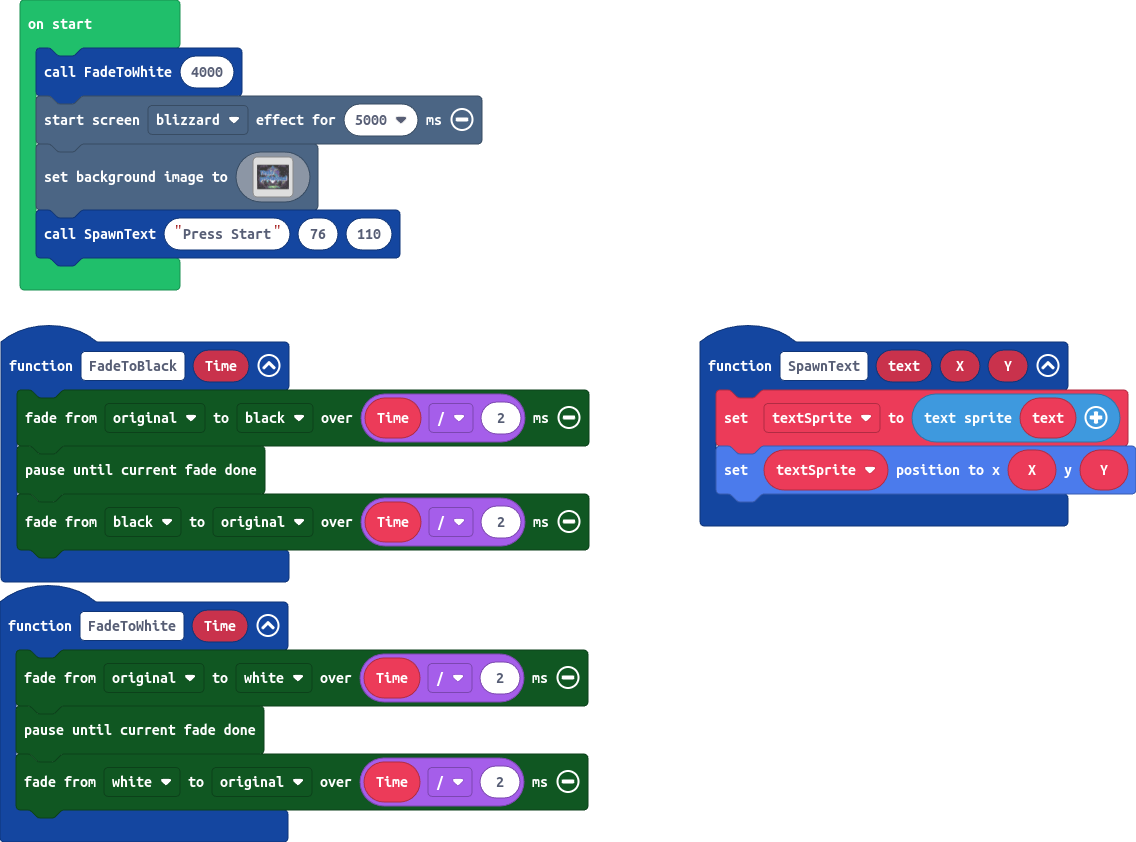 on start
call FadeToWhite 4000
start screen blizzard effect for 5000 ms
set background image to
call SpawnText "Press Start" 76 110
function FadeToBlack Time
fade from original to black over Time / 2 ms
pause until current fade done
fade from black to original over Time / 2 ms
function SpawnText text X Y
set textSprite to text sprite text
set textSprite position to x X y Y
function FadeToWhite Time
fade from original to white over Time / 2 ms
pause until current fade done
fade from white to original over Time / 2 ms